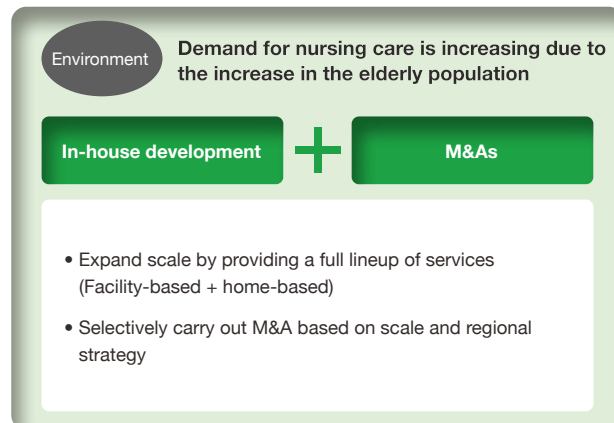 Environment
Demand for nursing care is increasing due to
the increase in the elderly population
In-house development + M&As
• Expand scale by providing a full lineup of services
(Facility-based + home-based)
• Selectively carry out M&A based on scale and regional
strategy